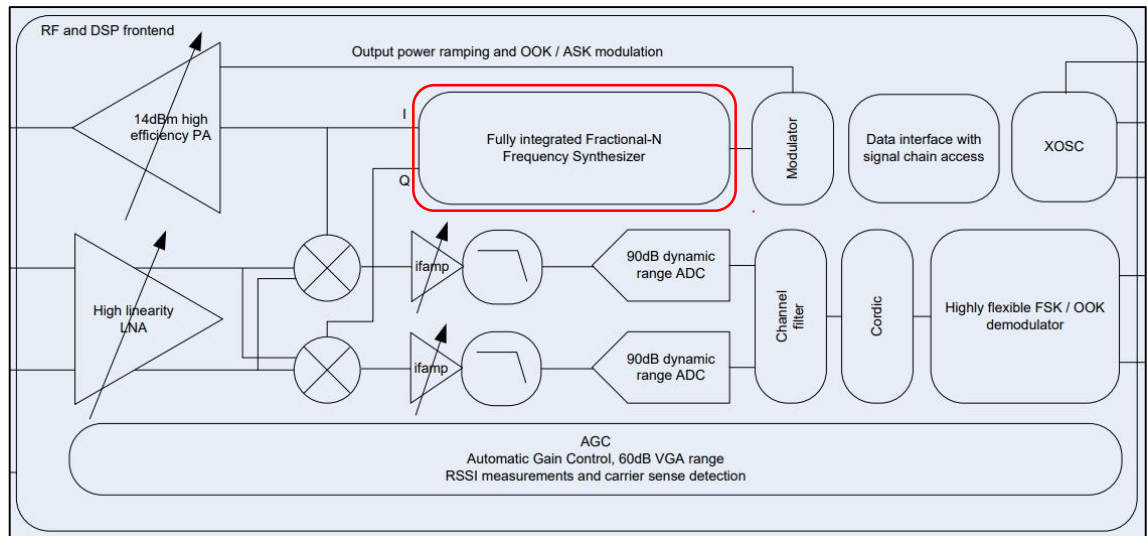 RF and DSP frontend
Output power ramping and OOK / ASK modulation
14dBm high
efficiency PA
I
Q
Fully integrated Fractional-N
Frequency Synthesizer
Modulator
Data interface with
signal chain access
XOSC
High linearity
LNA
ifamp
90dB dynamic
range ADC
ifamp
90dB dynamic
range ADC
Channel
filter
Cordic
Highly flexible FSK / OOK
demodulator
AGC
Automatic Gain Control, 60dB VGA range
RSSI measurements and carrier sense detection